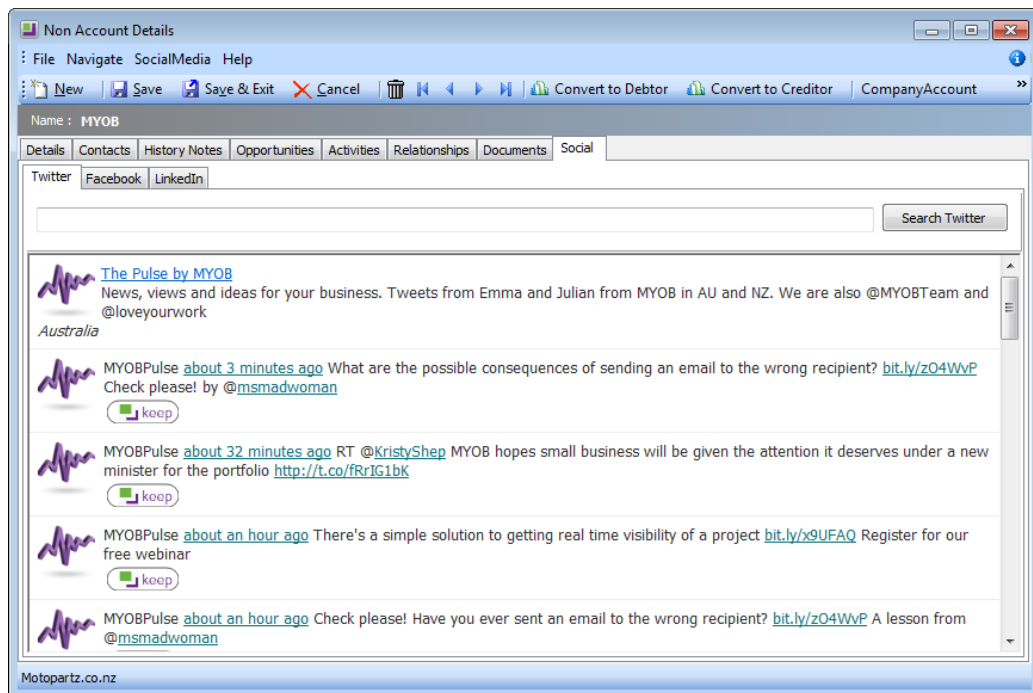 Non Account Details
File Navigate SocialMedia Help
New Save Save & Exit Cancel Convert to Debtor Convert to Creditor CompanyAccount »
Name : MYOB
Details Contacts History Notes Opportunities Activities Relationships Documents Social
Twitter Facebook LinkedIn
Search Twitter
The Pulse by MYOB
News, views and ideas for your business. Tweets from Emma and Julian from MYOB in AU and NZ. We are also @MYOBTeam and
@loveyourwork
Australia
MYOBPulse about 3 minutes ago What are the possible consequences of sending an email to the wrong recipient? bit.ly/zO4WvP
Check please! by @msmadwoman
keep
MYOBPulse about 32 minutes ago RT @KristyShep MYOB hopes small business will be given the attention it deserves under a new
minister for the portfolio http://t.co/fRrIG1bK
keep
MYOBPulse about an hour ago There's a simple solution to getting real time visibility of a project bit.ly/x9UFAQ Register for our
free webinar
keep
MYOBPulse about an hour ago Check please! Have you ever sent an email to the wrong recipient? bit.ly/zO4WvP A lesson from
@msmadwoman
Motopartz.co.nz